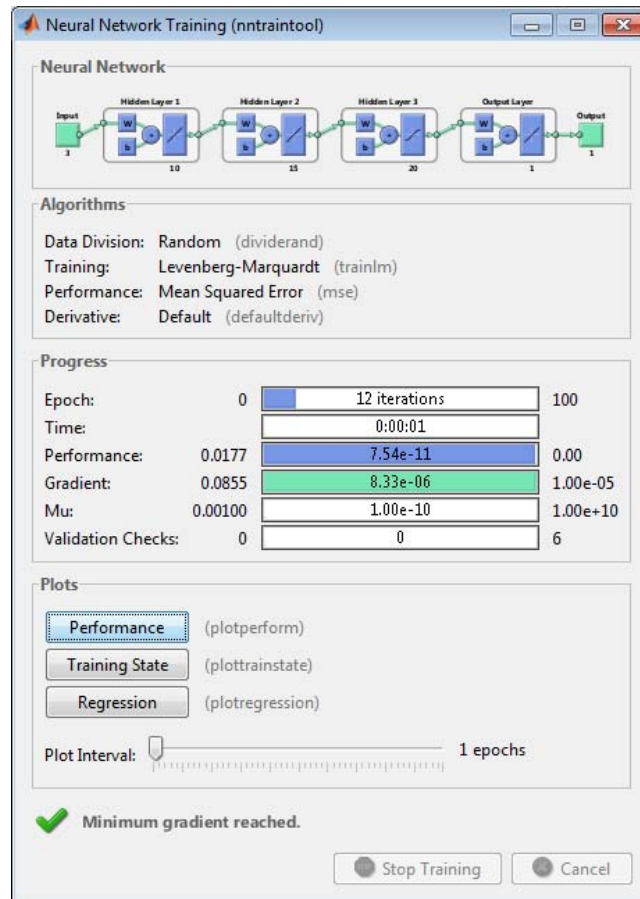 Neural Network Training (nntraintool)
Neural Network
Hidden Layer 1 Hidden Layer 2 Hidden Layer 3 Output Layer
Input Output
W W W W
+ + + +
b b b b
3 10 15 20 1 1
Algorithms
Data Division: Random (dividerand)
Training: Levenberg-Marquardt (trainlm)
Performance: Mean Squared Error (mse)
Derivative: Default (defaultderiv)
Progress
Epoch: 0 12 iterations 100
Time: 0:00:01
Performance: 0.0177 7.54e-11 0.00
Gradient: 0.0855 8.33e-06 1.00e-05
Mu: 0.00100 1.00e-10 1.00e+10
Validation Checks: 0 0 6
Plots
Performance (plotperform)
Training State (plottrainstate)
Regression (plotregression)
Plot Interval: 1 epochs
Minimum gradient reached.
Stop Training Cancel